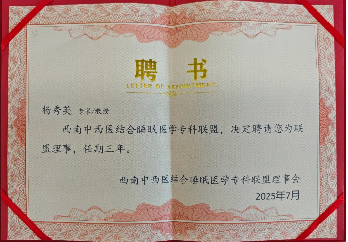 聘 书
LETTER OF APPOINTMENT
杨秀英
西南中西医结合睡眠医学专科联盟，决定聘请您为联
盟理事，任期三年。
西南中西医结合睡眠医学专科联盟理事会
2025年7月